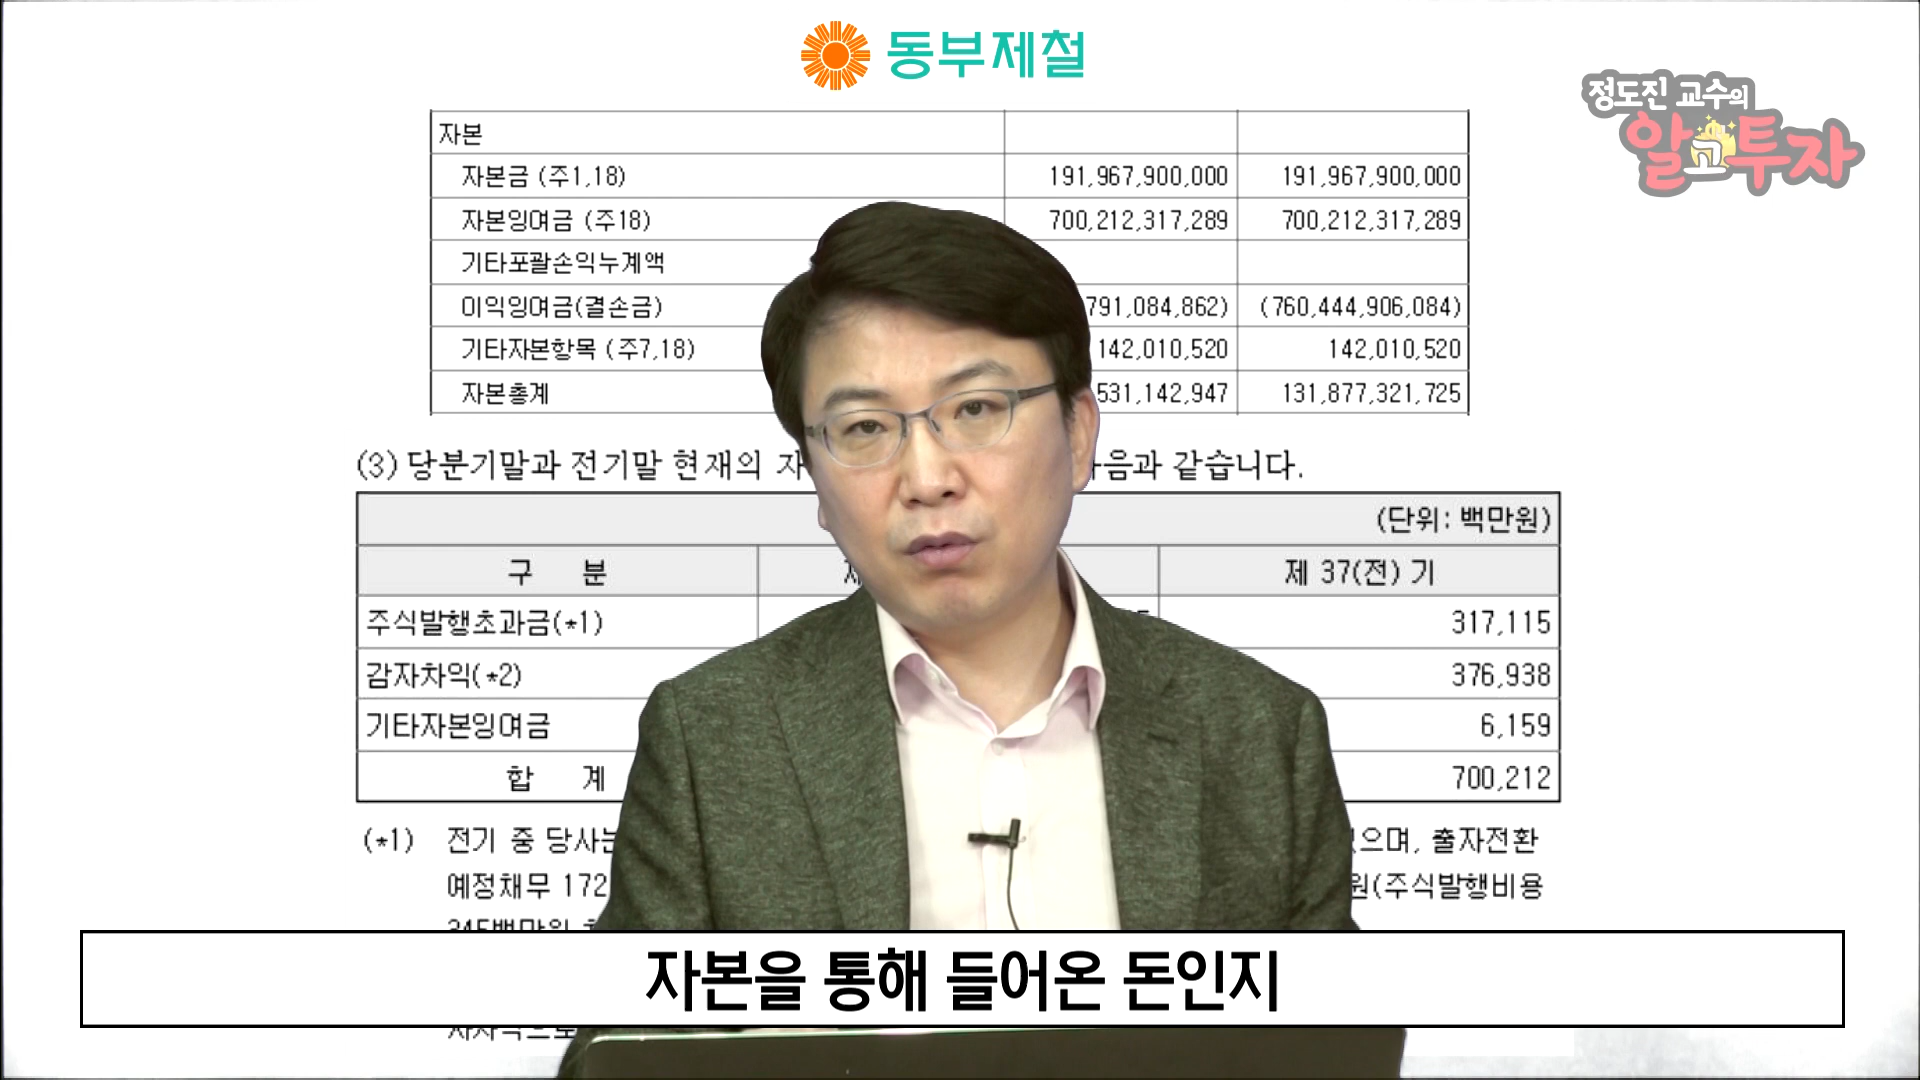 동부제철
정도진 교수의
알고투자
자본
자본금 (주1,18) 191,967,900,000 191,967,900,000
자본잉여금 (주18) 700,212,317,289 700,212,317,289
기타포괄손익누계액
이익잉여금(결손금) 791,084,862) (760,444,906,084)
기타자본항목 (주7,18) 142,010,520 142,010,520
자본총계 531,142,947 131,877,321,725
(3) 당분기말과 전기말 현재의 음과 같습니다.
(단위: 백만원)
구 분 제 37(전) 기
주식발행초과금(*1) 317,115
감자차익(*2) 376,938
기타자본잉여금 6,159
합 계 700,212
(*1) 전기 중 당사 으며, 출자전환
예정채무 172 원(주식발행비용
자본을 통해 들어온 돈인지